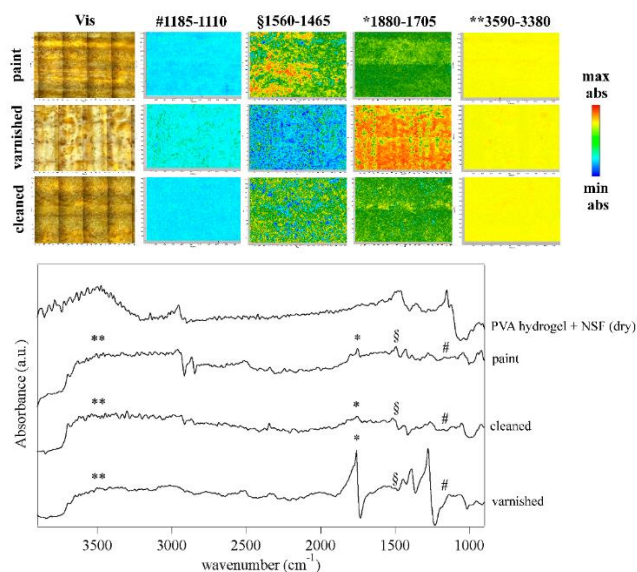 Vis #1185-1110 §1560-1465 *1880-1705 **3590-3380
paint
varnished
cleaned
max
abs
min
abs
Absorbance (a.u.)
PVA hydrogel + NSF (dry)
** * § # paint
** * § # cleaned
** * § # varnished
3500 3000 2500 2000 1500 1000
wavenumber (cm⁻¹)